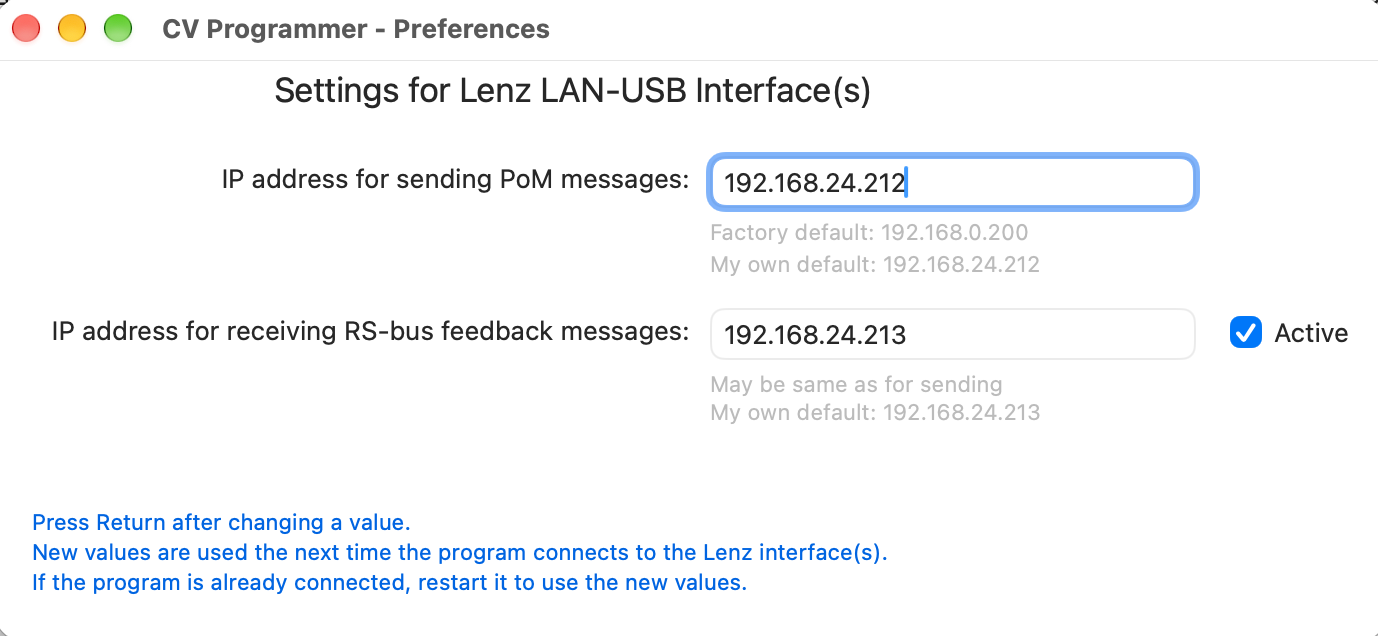 CV Programmer - Preferences
Settings for Lenz LAN-USB Interface(s)
IP address for sending PoM messages: 192.168.24.212
Factory default: 192.168.0.200
My own default: 192.168.24.212
IP address for receiving RS-bus feedback messages: 192.168.24.213 Active
May be same as for sending
My own default: 192.168.24.213
Press Return after changing a value.
New values are used the next time the program connects to the Lenz interface(s).
If the program is already connected, restart it to use the new values.